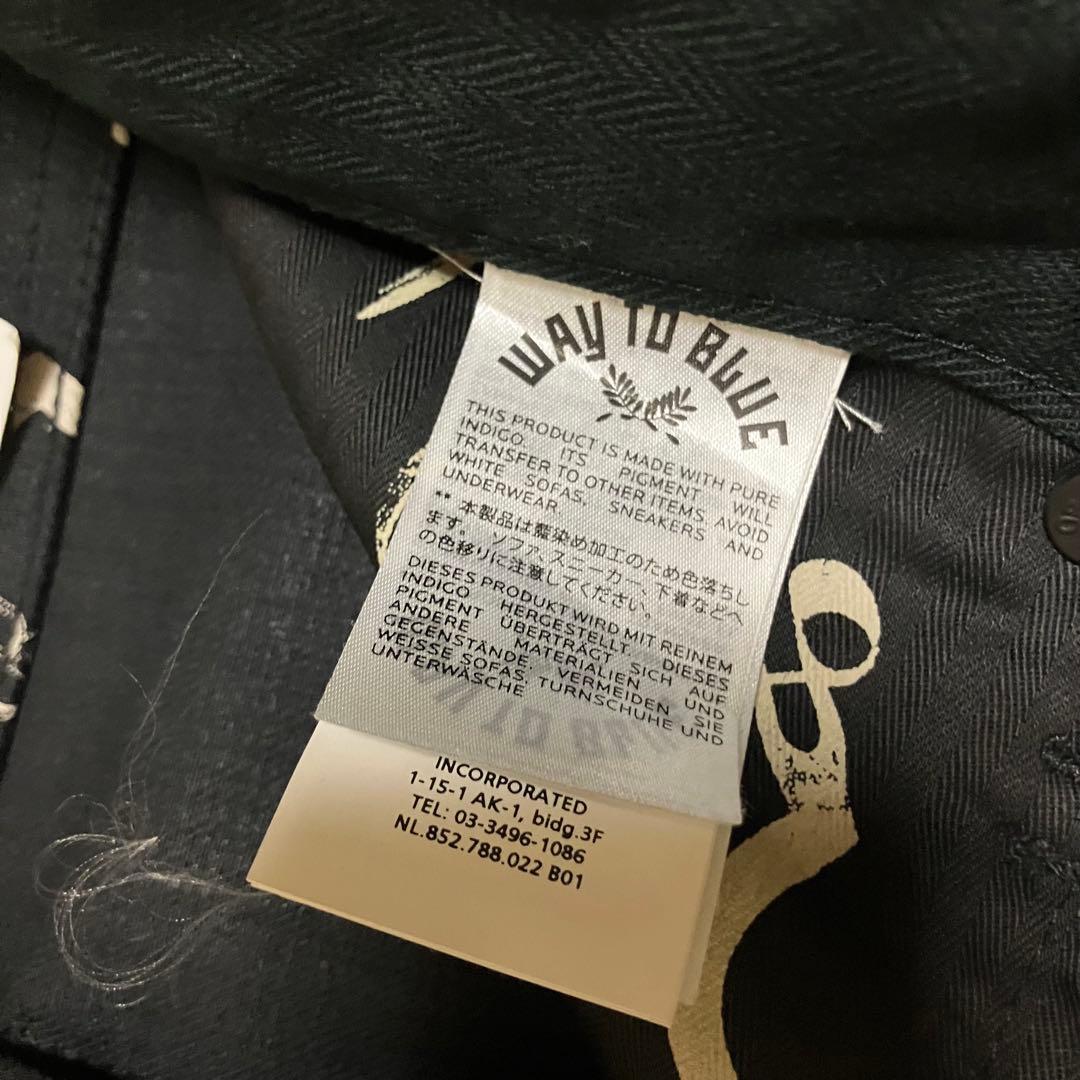 WAY TO BLUE
THIS PRODUCT IS MADE WITH PURE
INDIGO. ITS PIGMENT WILL
TRANSFER TO OTHER ITEMS. AVOID
WHITE SOFAS, SNEAKERS AND
UNDERWEAR.
** 本製品は藍染め加工のため色落ちし
ます。ソファ、スニーカー、下着などへ
の色移りに注意してください。
DIESES PRODUKT WIRD MIT REINEM
INDIGO HERGESTELLT. DIESES
PIGMENT ÜBERTRÄGT SICH AUF
ANDERE MATERIALIEN UND
GEGENSTÄNDE. VERMEIDEN SIE
WEISSE SOFAS, TURNSCHUHE UND
UNTERWÄSCHE
INCORPORATED
1-15-1 AK-1, bidg.3F
TEL: 03-3496-1086
NL.852.788.022 B01